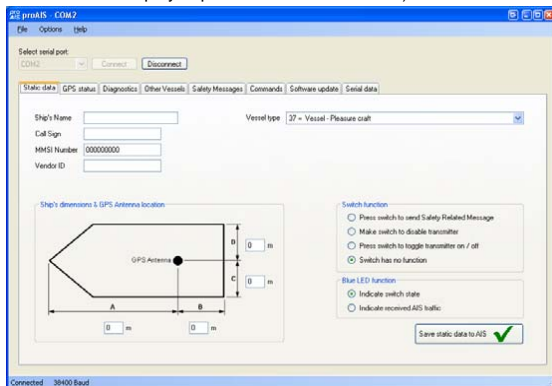 proAIS - COM2
File Options Help
Select serial port:
COM2 Connect Disconnect
Static data GPS status Diagnostics Other Vessels Safety Messages Commands Software update Serial data
Ship's Name Vessel type 37 = Vessel - Pleasure craft
Call Sign
MMSI Number 000000000
Vendor ID
Ship's dimensions & GPS Antenna location Switch function
Press switch to send Safety Related Message
Make switch to disable transmitter
D 0 m Press switch to toggle transmitter on / off
GPS Antenna Switch has no function
C 0 m Blue LED function
Indicate switch state
A B Indicate received AIS traffic
0 m 0 m Save static data to AIS
Connected 38400 Baud